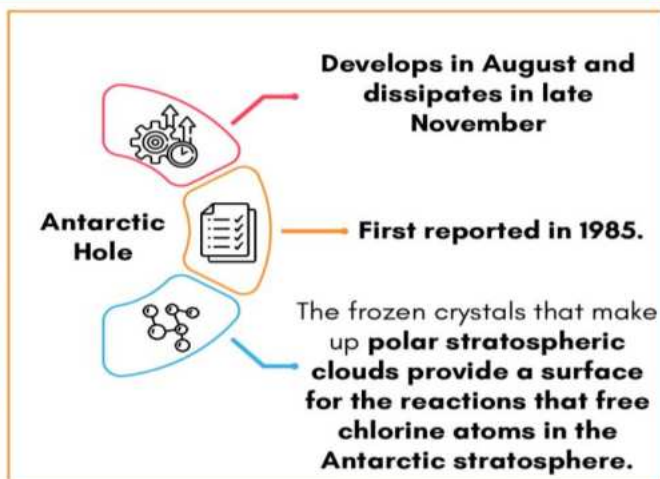 Develops in August and
dissipates in late
November
Antarctic
Hole
First reported in 1985.
The frozen crystals that make
up polar stratospheric
clouds provide a surface
for the reactions that free
chlorine atoms in the
Antarctic stratosphere.